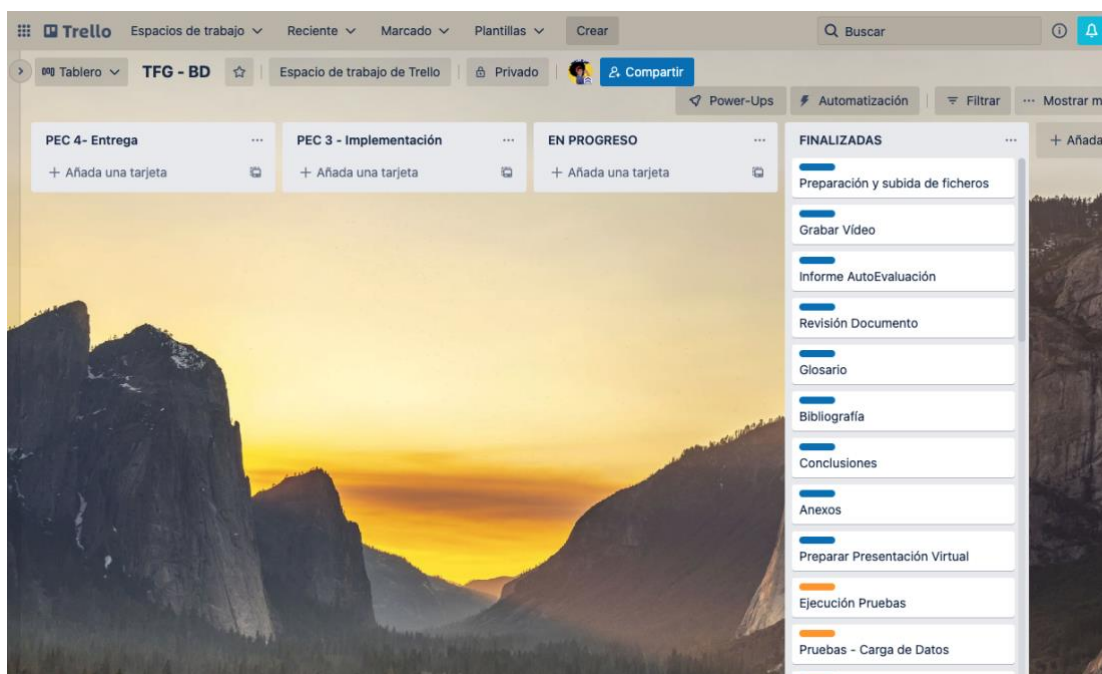 Trello Espacios de trabajo Reciente Marcado Plantillas Crear Buscar
Tablero TFG - BD Espacio de trabajo de Trello Privado Compartir
Power-Ups Automatización Filtrar ··· Mostrar m
PEC 4- Entrega ···
+ Añada una tarjeta
PEC 3 - Implementación ···
+ Añada una tarjeta
EN PROGRESO ···
+ Añada una tarjeta
FINALIZADAS ···
Preparación y subida de ficheros
Grabar Vídeo
Informe AutoEvaluación
Revisión Documento
Glosario
Bibliografía
Conclusiones
Anexos
Preparar Presentación Virtual
Ejecución Pruebas
Pruebas - Carga de Datos
+ Añada